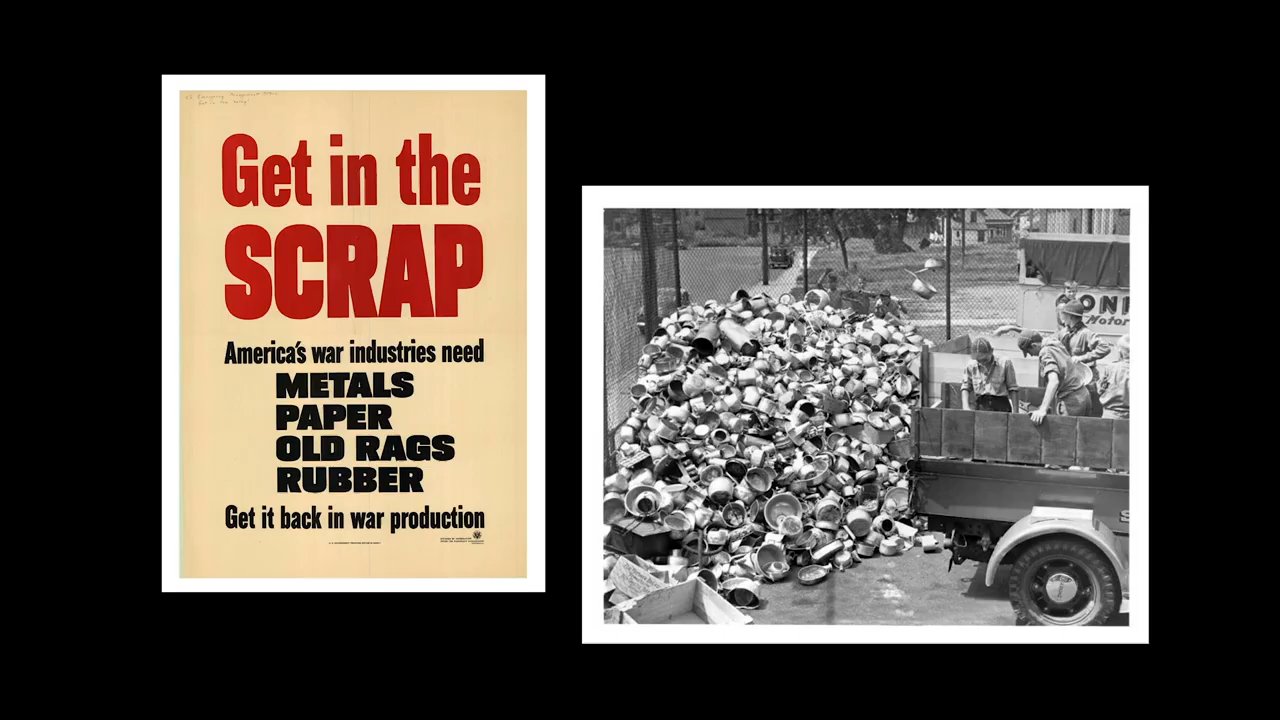 Get in the
SCRAP
America's war industries need
METALS
PAPER
OLD RAGS
RUBBER
Get it back in war production
Motor